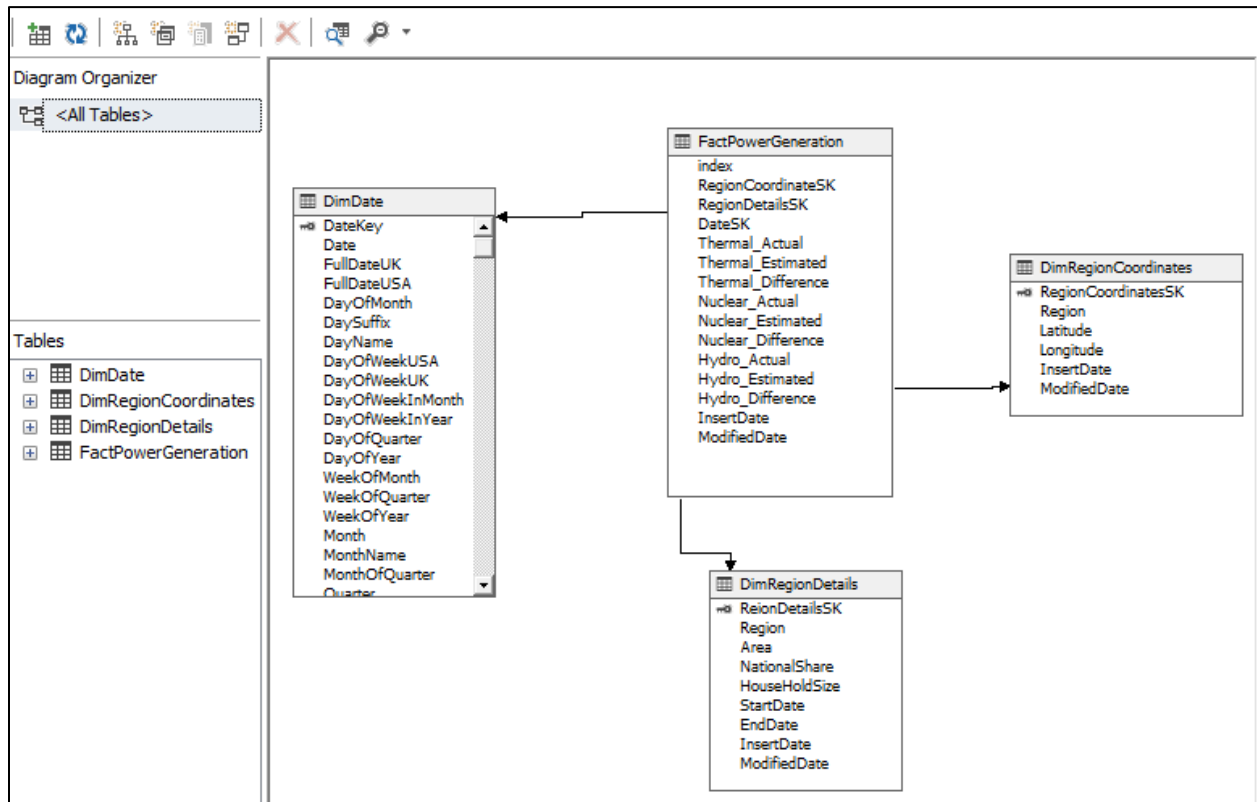 Diagram Organizer
<All Tables>
Tables
DimDate
DimRegionCoordinates
DimRegionDetails
FactPowerGeneration
DimDate
DateKey
Date
FullDateUK
FullDateUSA
DayOfMonth
DaySuffix
DayName
DayOfWeekUSA
DayOfWeekUK
DayOfWeekInMonth
DayOfWeekInYear
DayOfQuarter
DayOfYear
WeekOfMonth
WeekOfQuarter
WeekOfYear
Month
MonthName
MonthOfQuarter
Quarter
FactPowerGeneration
index
RegionCoordinateSK
RegionDetailsSK
DateSK
Thermal_Actual
Thermal_Estimated
Thermal_Difference
Nuclear_Actual
Nuclear_Estimated
Nuclear_Difference
Hydro_Actual
Hydro_Estimated
Hydro_Difference
InsertDate
ModifiedDate
DimRegionCoordinates
RegionCoordinatesSK
Region
Latitude
Longitude
InsertDate
ModifiedDate
DimRegionDetails
ReionDetailsSK
Region
Area
NationalShare
HouseHoldSize
StartDate
EndDate
InsertDate
ModifiedDate